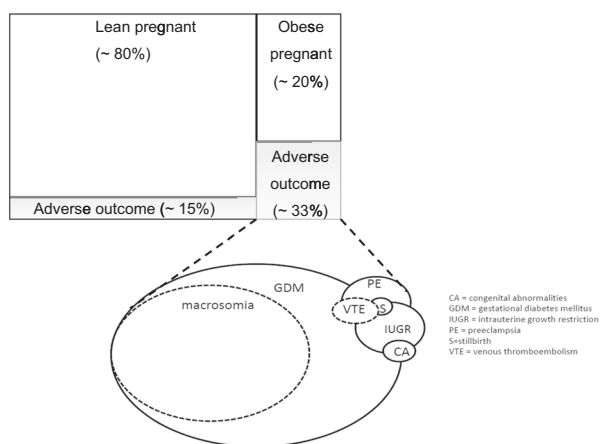 Lean pregnant
(~ 80%)
Obese
pregnant
(~ 20%)
Adverse
outcome
(~ 33%)
Adverse outcome (~ 15%)
PE
GDM
macrosomia
VTE
S
IUGR
CA
CA = congenital abnormalities
GDM = gestational diabetes mellitus
IUGR = intrauterine growth restriction
PE = preeclampsia
S=stillbirth
VTE = venous thromboembolism